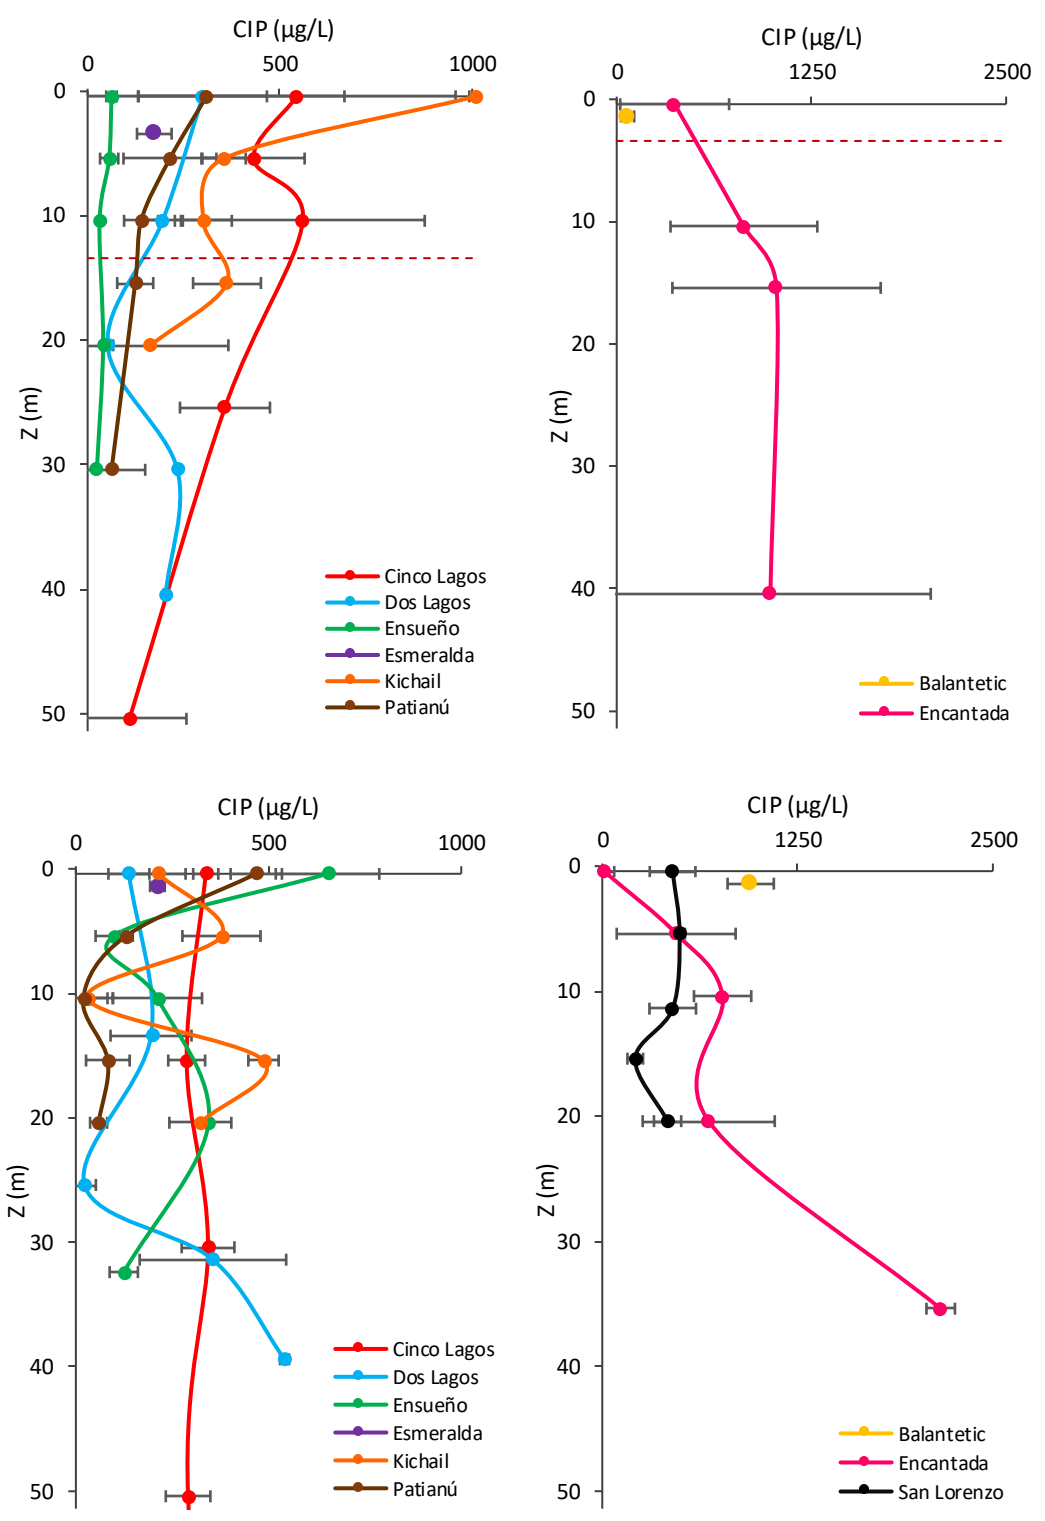 CIP (µg/L)
0 500 1000
0
10
20
30
40
50
Z (m)
Cinco Lagos
Dos Lagos
Ensueño
Esmeralda
Kichail
Patianú
CIP (µg/L)
0 1250 2500
0
10
20
30
40
50
Z (m)
Balantetic
Encantada
CIP (µg/L)
0 500 1000
0
10
20
30
40
50
Z (m)
Cinco Lagos
Dos Lagos
Ensueño
Esmeralda
Kichail
Patianú
CIP (µg/L)
0 1250 2500
0
10
20
30
40
50
Z (m)
Balantetic
Encantada
San Lorenzo